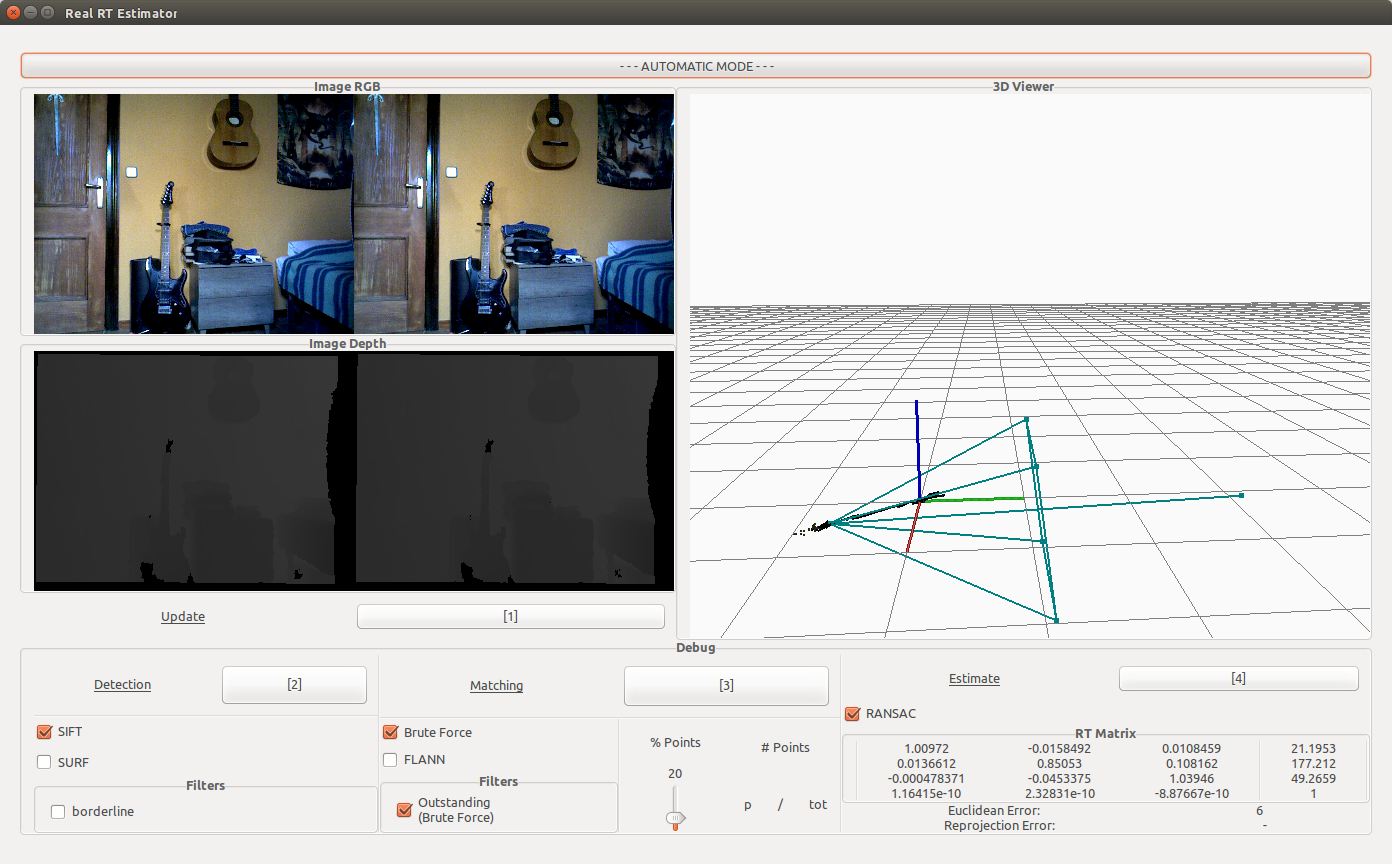 Real RT Estimator
- - - AUTOMATIC MODE - - -
Image RGB
3D Viewer
Image Depth
Update
[1]
Debug
Detection
[2]
Matching
[3]
Estimate
[4]
SIFT
SURF
Filters
borderline
Brute Force
FLANN
Filters
Outstanding
(Brute Force)
% Points
20
# Points
p / tot
RANSAC
RT Matrix
1.00972 -0.0158492 0.0108459 21.1953
0.0136612 0.85053 0.108162 177.212
-0.000478371 -0.0453375 1.03946 49.2659
1.16415e-10 2.32831e-10 -8.87667e-10 1
Euclidean Error: 6
Reprojection Error: -